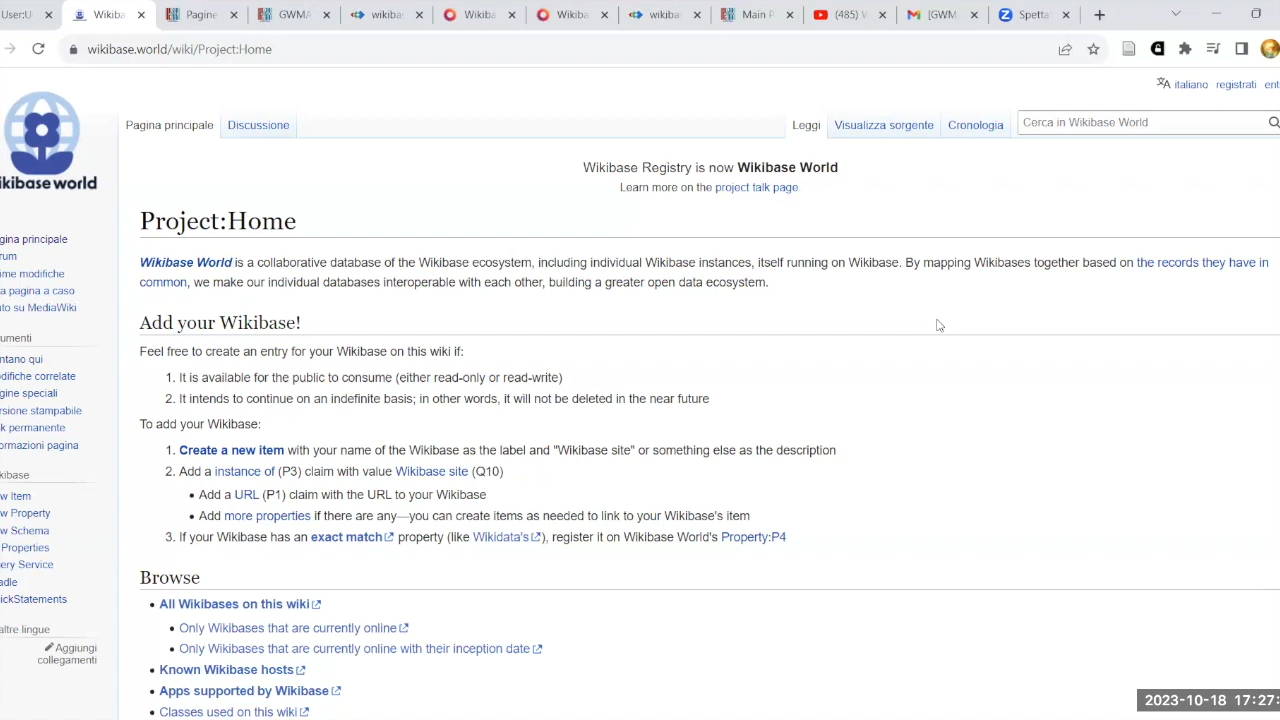 User:U
Wikiba
Pagine
GWMA
wikibas
Wikiba
Wikiba
wikibas
Main P
(485) W
[GWM
Spetta
wikibase.world/wiki/Project:Home
italiano registrati ent
Pagina principale Discussione Leggi Visualizza sorgente Cronologia Cerca in Wikibase World
Wikibase Registry is now Wikibase World
Learn more on the project talk page.
ikibase world
Project:Home
Wikibase World is a collaborative database of the Wikibase ecosystem, including individual Wikibase instances, itself running on Wikibase. By mapping Wikibases together based on the records they have in
common, we make our individual databases interoperable with each other, building a greater open data ecosystem.
Add your Wikibase!
Feel free to create an entry for your Wikibase on this wiki if:
1. It is available for the public to consume (either read-only or read-write)
2. It intends to continue on an indefinite basis; in other words, it will not be deleted in the near future
To add your Wikibase:
1. Create a new item with your name of the Wikibase as the label and "Wikibase site" or something else as the description
2. Add a instance of (P3) claim with value Wikibase site (Q10)
• Add a URL (P1) claim with the URL to your Wikibase
• Add more properties if there are any—you can create items as needed to link to your Wikibase's item
3. If your Wikibase has an exact match property (like Wikidata's), register it on Wikibase World's Property:P4
Browse
• All Wikibases on this wiki
• Only Wikibases that are currently online
• Only Wikibases that are currently online with their inception date
• Known Wikibase hosts
• Apps supported by Wikibase
• Classes used on this wiki
gina principale
rum
ime modifiche
a pagina a caso
uto su MediaWiki
umenti
ntano qui
odifiche correlate
gine speciali
rsione stampabile
k permanente
ormazioni pagina
kibase
w Item
w Property
w Schema
Properties
ery Service
adle
ickStatements
altre lingue
Aggiungi
collegamenti
2023-10-18 17:27: